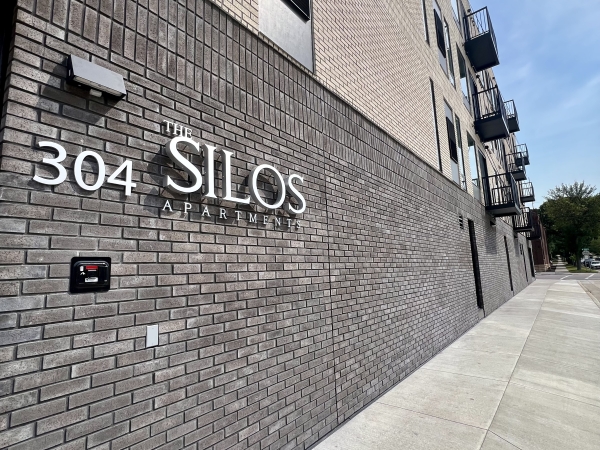 304
THE
SILOS
APARTMENTS